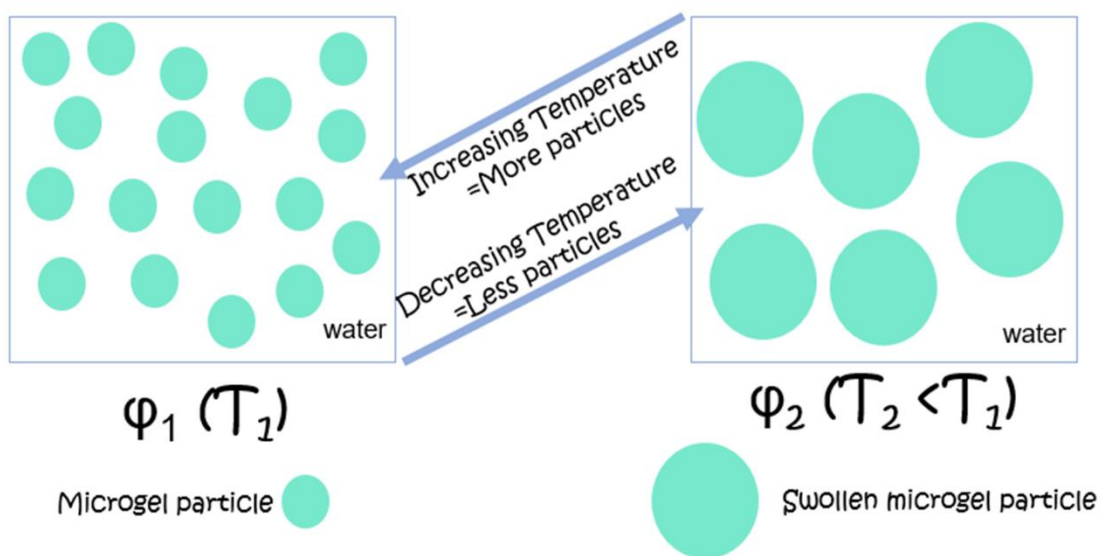 Increasing Temperature
=More particles
Decreasing Temperature
=Less particles
water
water
φ₁ (T₁)
φ₂ (T₂ <T₁)
Microgel particle
Swollen microgel particle